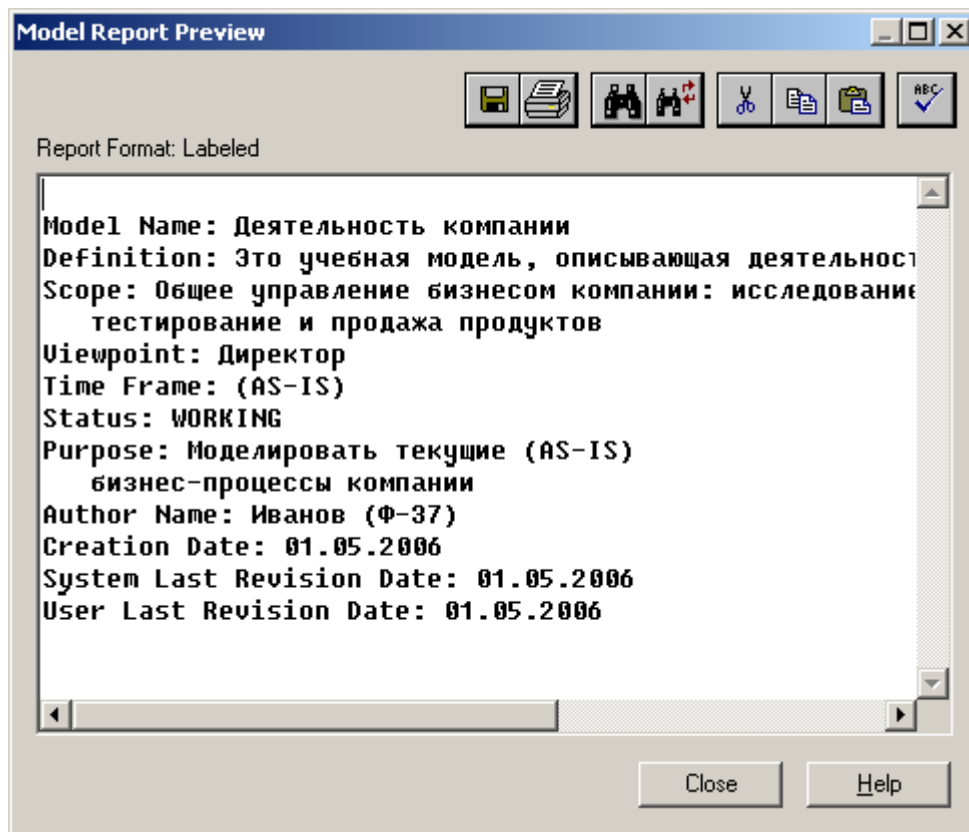 Model Report Preview
ABC
Report Format: Labeled
Model Name: Деятельность компании
Definition: Это учебная модель, описывающая деятельност
Scope: Общее управление бизнесом компании: исследование
тестирование и продажа продуктов
Viewpoint: Директор
Time Frame: (AS-IS)
Status: WORKING
Purpose: Моделировать текущие (AS-IS)
бизнес-процессы компании
Author Name: Иванов (Ф-37)
Creation Date: 01.05.2006
System Last Revision Date: 01.05.2006
User Last Revision Date: 01.05.2006
Close Help